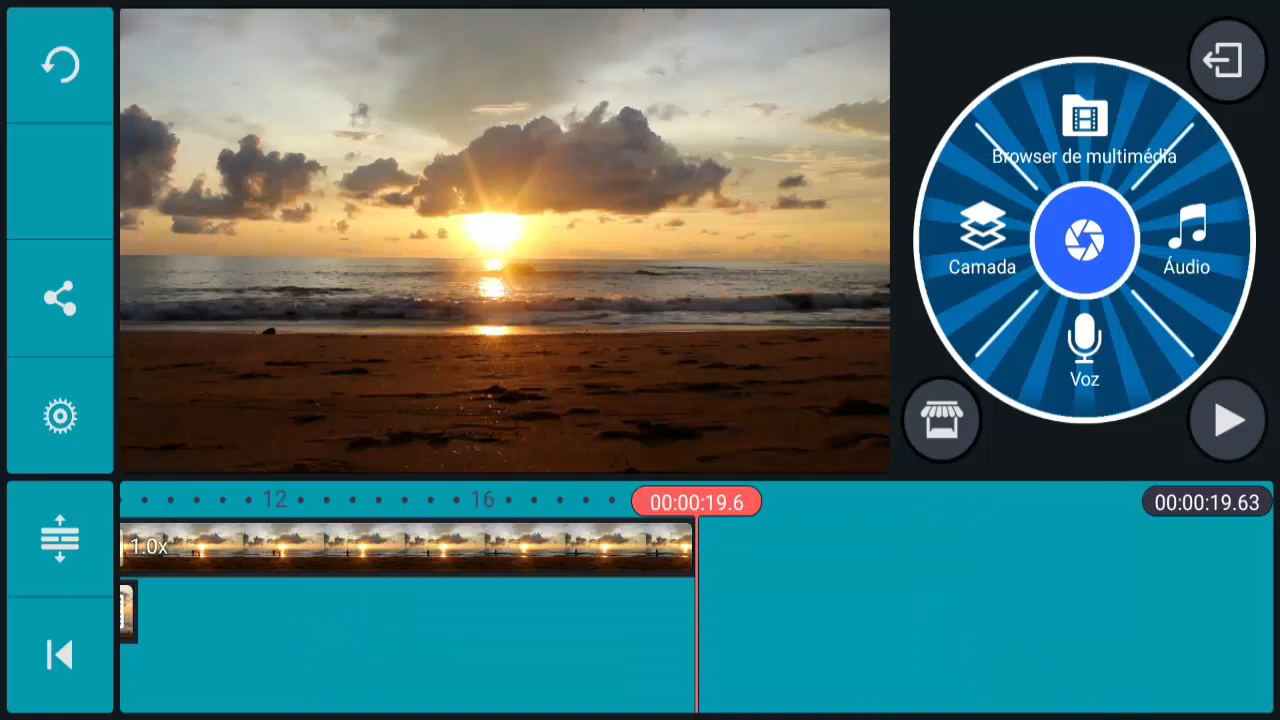 Browser de multimédia
Camada
Áudio
Voz
12
16
00:00:19.6
00:00:19.63
1.0x